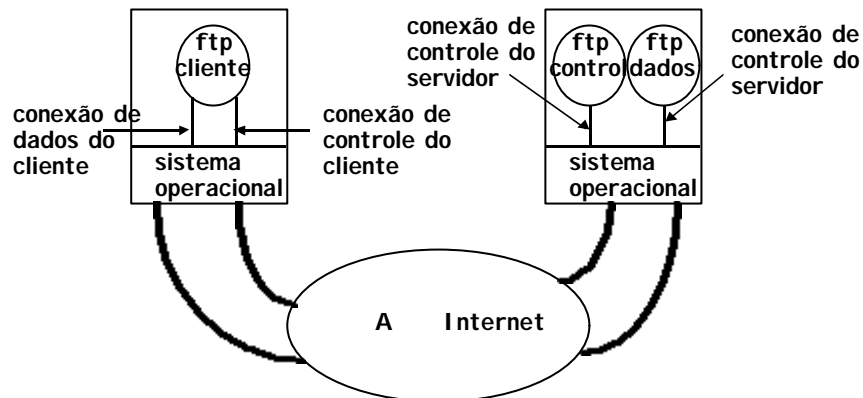 ftp
cliente
conexão de
dados do
cliente
conexão de
controle do
cliente
sistema
operacional
conexão de
controle do
servidor
ftp
control
ftp
dados
conexão de
controle do
servidor
sistema
operacional
A Internet